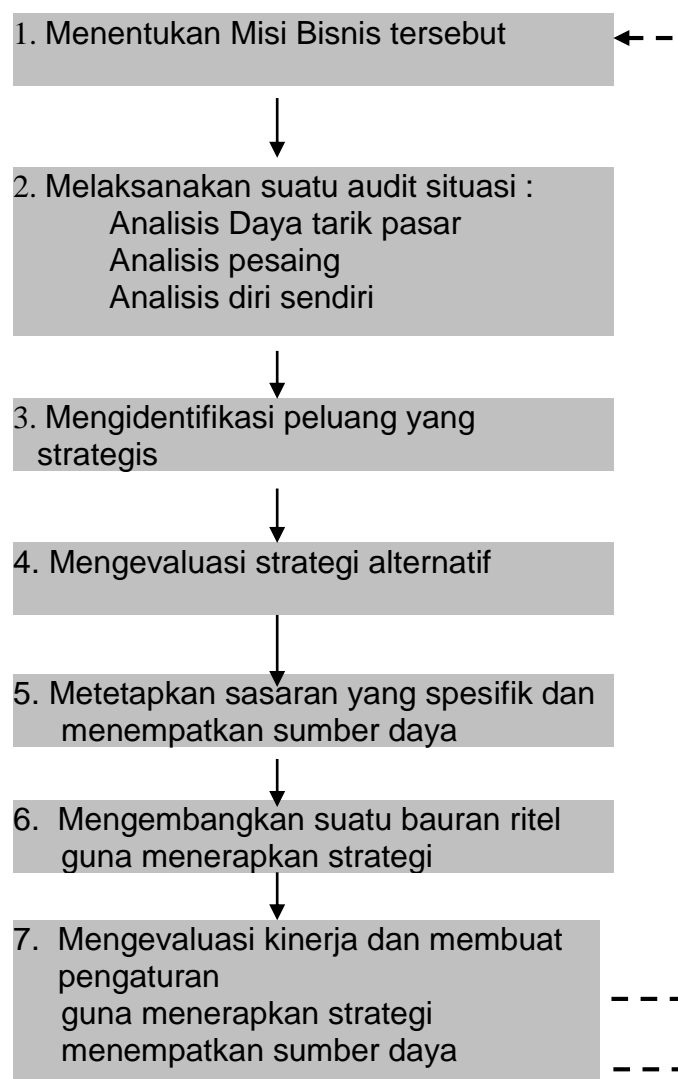 1. Menentukan Misi Bisnis tersebut
2. Melaksanakan suatu audit situasi :
Analisis Daya tarik pasar
Analisis pesaing
Analisis diri sendiri
3. Mengidentifikasi peluang yang
strategis
4. Mengevaluasi strategi alternatif
5. Metetapkan sasaran yang spesifik dan
menempatkan sumber daya
6. Mengembangkan suatu bauran ritel
guna menerapkan strategi
7. Mengevaluasi kinerja dan membuat
pengaturan
guna menerapkan strategi
menempatkan sumber daya